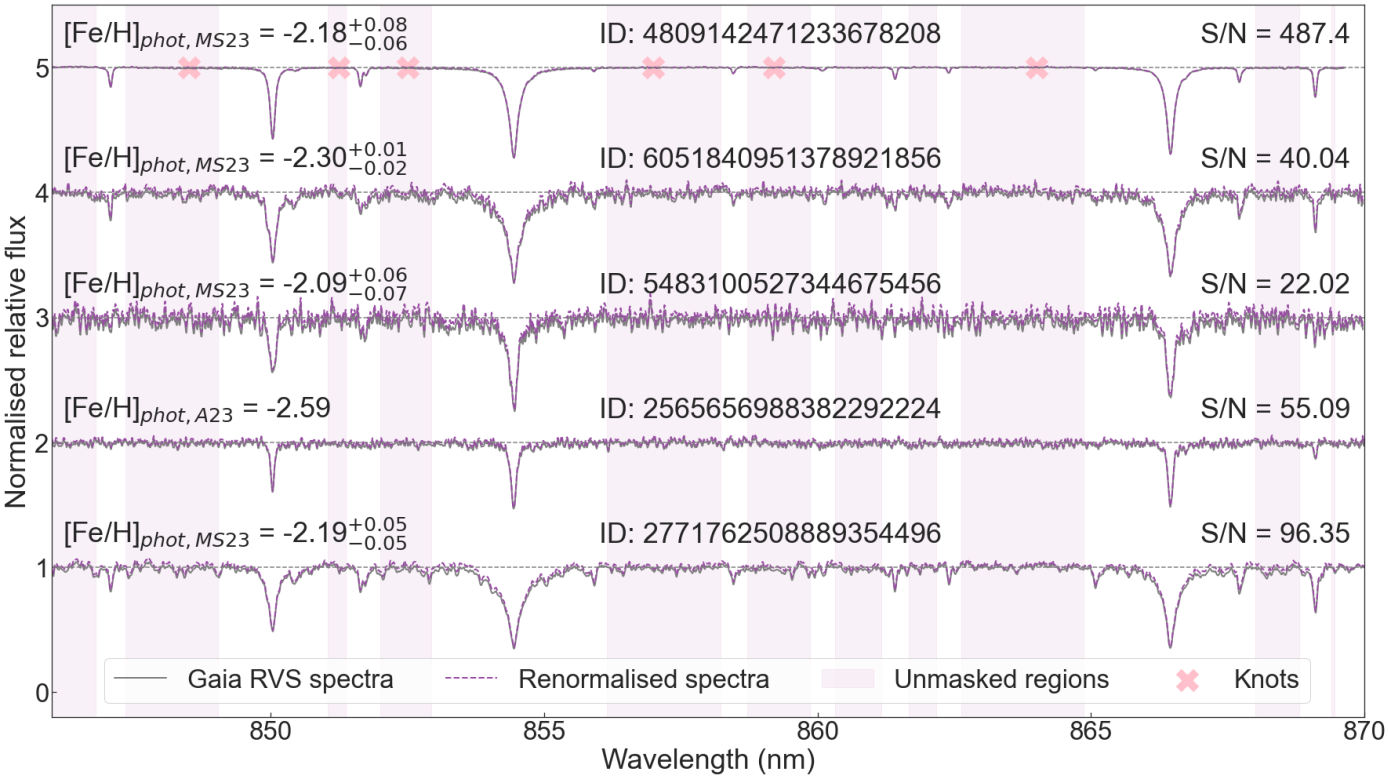 [Fe/H]phot, MS23 = -2.18+0.08−0.06 ID: 4809142471233678208 S/N = 487.4
5
[Fe/H]phot, MS23 = -2.30+0.01−0.02 ID: 6051840951378921856 S/N = 40.04
4
[Fe/H]phot, MS23 = -2.09+0.06−0.07 ID: 5483100527344675456 S/N = 22.02
3
[Fe/H]phot, A23 = -2.59 ID: 2565656988382292224 S/N = 55.09
2
[Fe/H]phot, MS23 = -2.19+0.05−0.05 ID: 2771762508889354496 S/N = 96.35
1
Gaia RVS spectra Renormalised spectra Unmasked regions Knots
0
850 855 860 865 870
Wavelength (nm)
Normalised relative flux